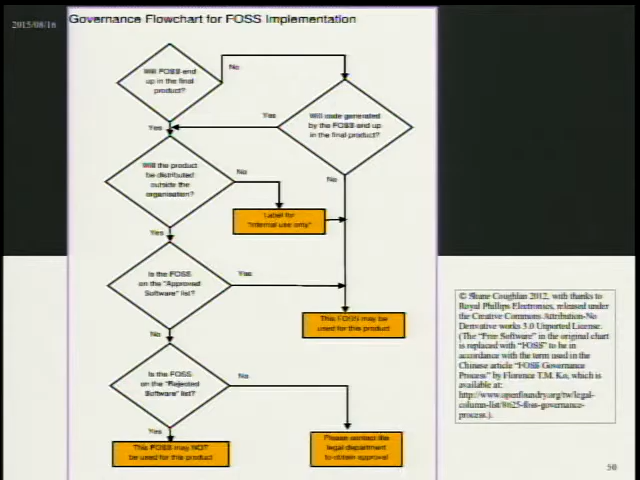 2015/08/16
Governance Flowchart for FOSS Implementation
Will FOSS end
up in the final
product?
No
Will code generated
by the FOSS end up
in the final product?
Yes
Yes
Will the product
be distributed
outside the
organisation?
No
No
Label for
"internal use only"
Yes
Is the FOSS
on the "Approved
Software" list?
Yes
This FOSS may be
used for this product
No
Is the FOSS
on the "Rejected
Software" list?
No
Yes
This FOSS may NOT
be used for this product
Please contact the
legal department
to obtain approval
© Shane Coughlan 2012, with thanks to
Royal Phillips Electronics, released under
the Creative Commons Attribution-No
Derivative works 3.0 Unported License.
(The "Free Software" in the original chart
is replaced with "FOSS" to be in
accordance with the term used in the
Chinese article "FOSS Governance
Process" by Florence T.M. Ko, which is
available at:
http://www.openfoundry.org/tw/legal-
column-list/8625-foss-governance-
process.).
50